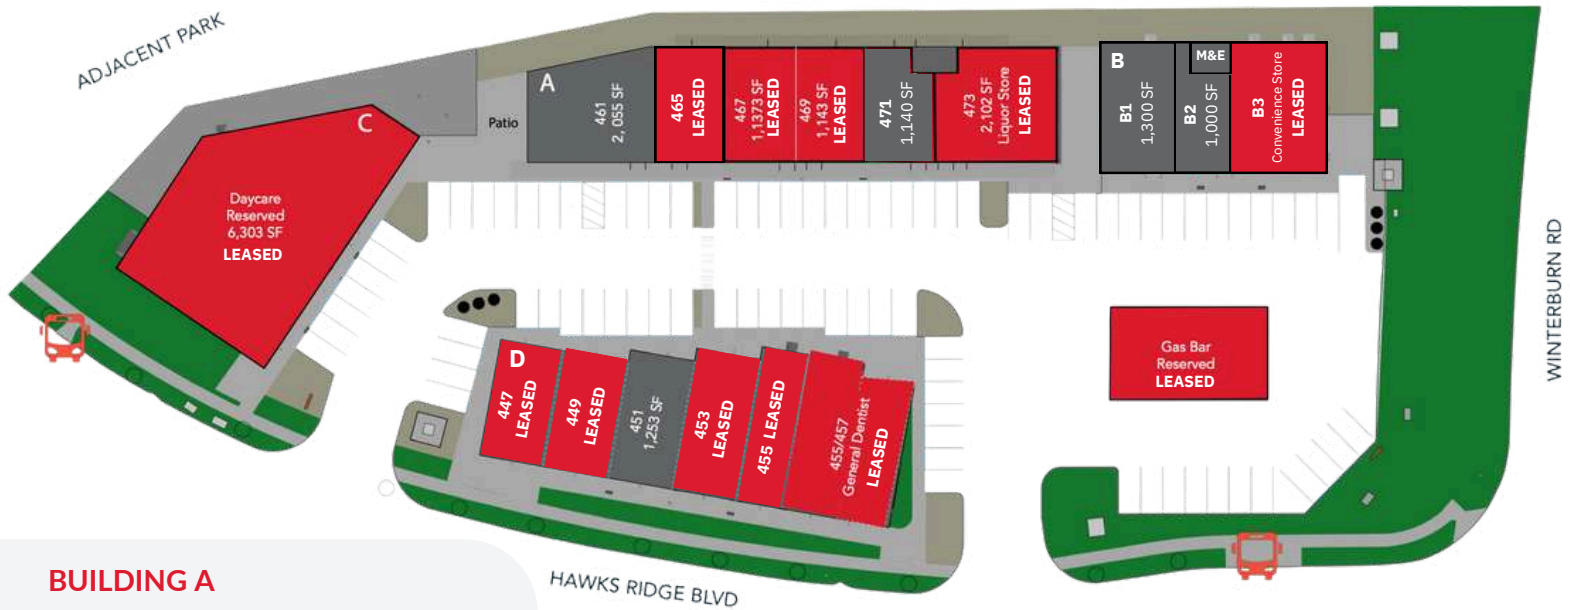 ADJACENT PARK
C
Daycare
Reserved
6,303 SF
LEASED
Patio
A
461
2, 055 SF
465
LEASED
467
1,1373 SF
LEASED
469
1,143 SF
LEASED
471
1,140 SF
473
2,102 SF
Liquor Store
LEASED
B
B1
1,300 SF
M&E
B2
1,000 SF
B3
Convenience Store
LEASED
WINTERBURN RD
Gas Bar
Reserved
LEASED
D
447
LEASED
449
LEASED
451
1,253 SF
453
LEASED
455 LEASED
455/457
General Dentist
LEASED
HAWKS RIDGE BLVD
BUILDING A